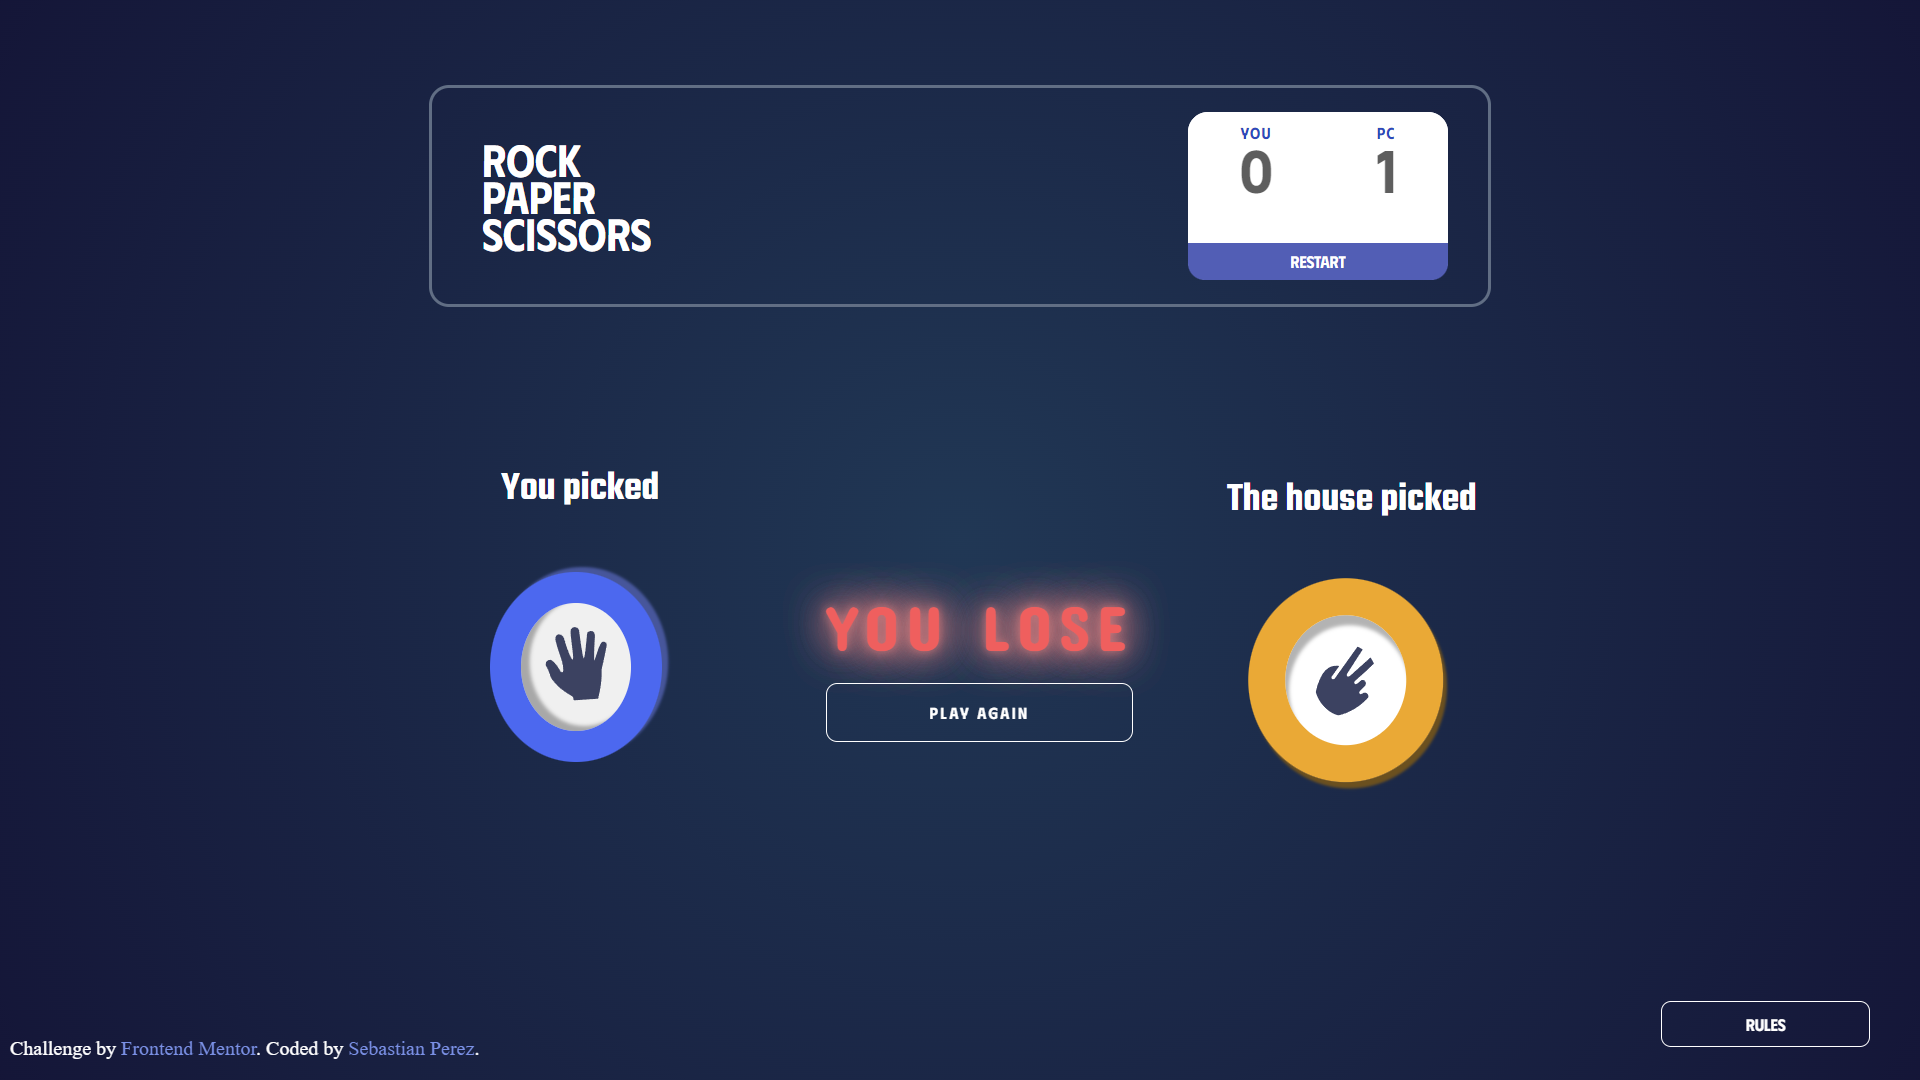 ROCK
PAPER
SCISSORS
YOU PC
0 1
RESTART
You picked
The house picked
YOU LOSE
PLAY AGAIN
RULES
Challenge by Frontend Mentor. Coded by Sebastian Perez.